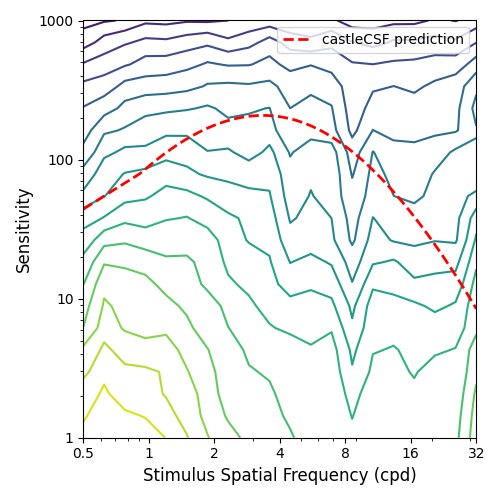 1000
castleCSF prediction
100
10
1
Sensitivity
0.5 1 2 4 8 16 32
Stimulus Spatial Frequency (cpd)